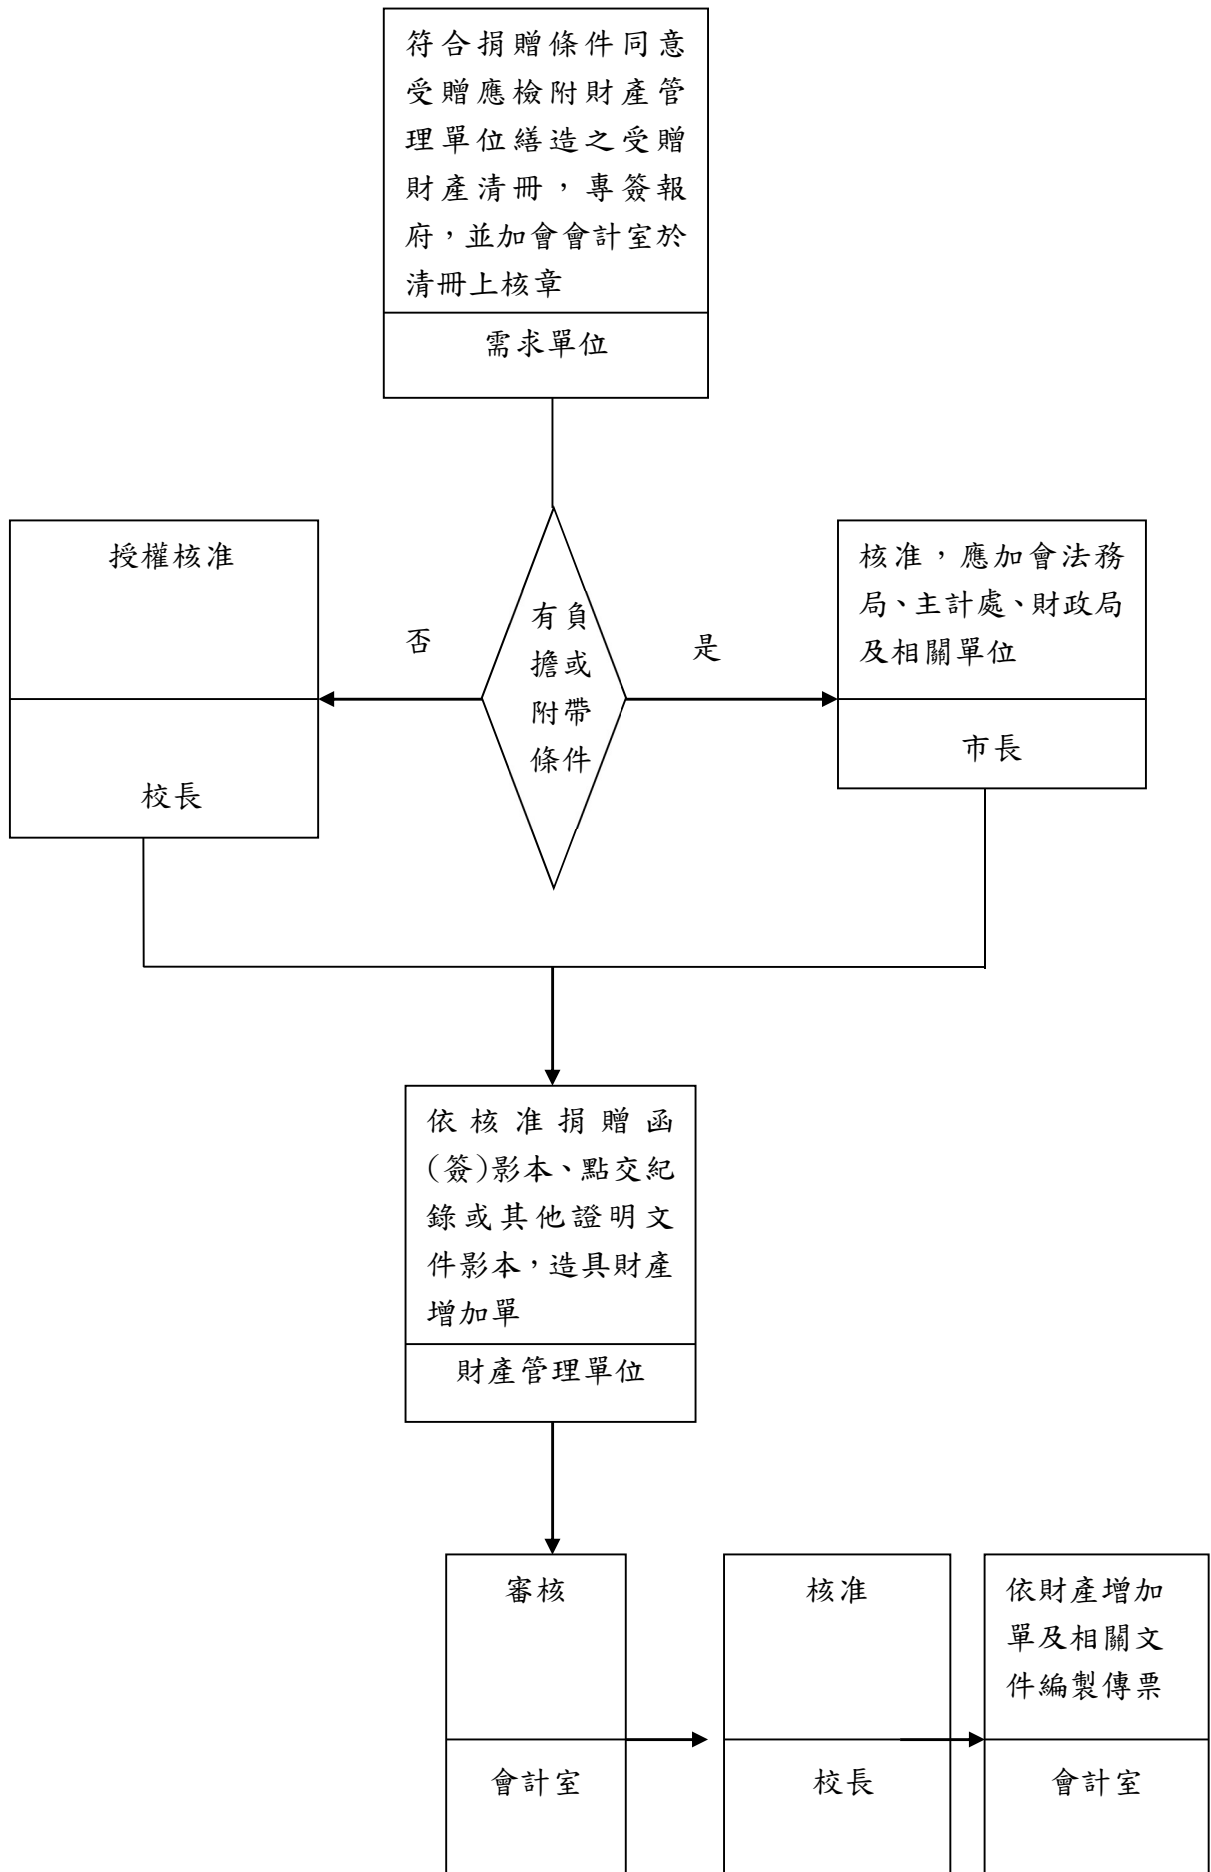 符合捐贈條件同意
受贈應檢附財產管
理單位繕造之受贈
財產清冊，專簽報
府，並加會會計室於
清冊上核章
需求單位
授權核准
校長
否
有負
擔或
附帶
條件
是
核准，應加會法務
局、主計處、財政局
及相關單位
市長
依核准捐贈函
(簽)影本、點交紀
錄或其他證明文
件影本，造具財產
增加單
財產管理單位
審核
會計室
核准
校長
依財產增加
單及相關文
件編製傳票
會計室